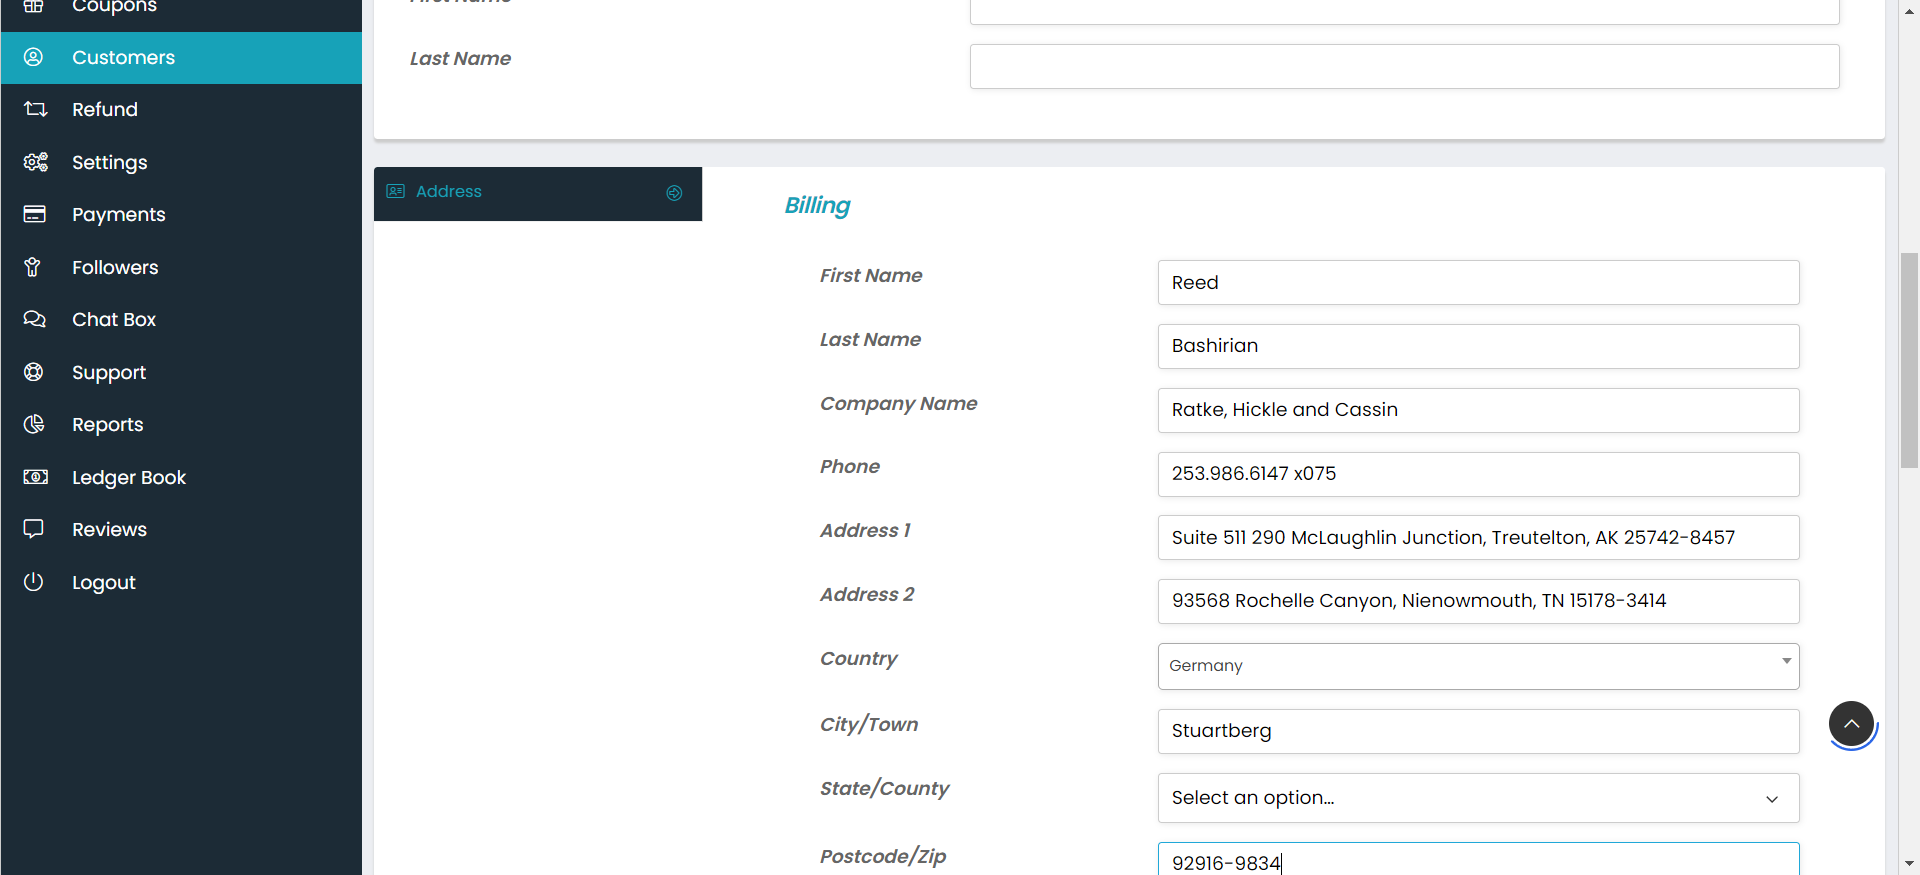 Coupons
Customers
Refund
Settings
Payments
Followers
Chat Box
Support
Reports
Ledger Book
Reviews
Logout
First Name
Last Name
Address
Billing
First Name
Reed
Last Name
Bashirian
Company Name
Ratke, Hickle and Cassin
Phone
253.986.6147 x075
Address 1
Suite 511 290 McLaughlin Junction, Treutelton, AK 25742-8457
Address 2
93568 Rochelle Canyon, Nienowmouth, TN 15178-3414
Country
Germany
City/Town
Stuartberg
State/County
Select an option...
Postcode/Zip
92916-9834